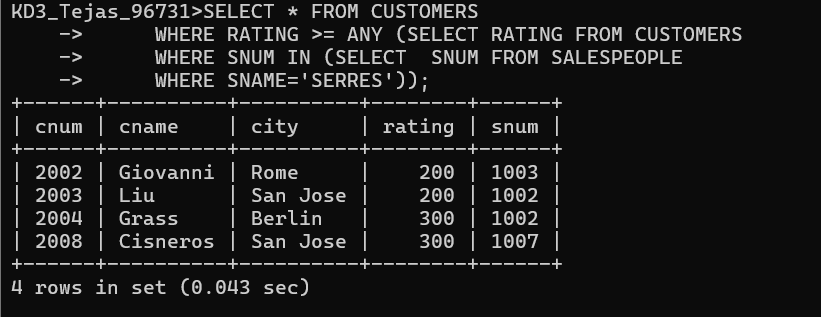 KD3_Tejas_96731>SELECT * FROM CUSTOMERS
    ->      WHERE RATING >= ANY (SELECT RATING FROM CUSTOMERS
    ->      WHERE SNUM IN (SELECT  SNUM FROM SALESPEOPLE
    ->      WHERE SNAME='SERRES'));
+------+----------+----------+--------+------+
| cnum | cname    | city     | rating | snum |
+------+----------+----------+--------+------+
| 2002 | Giovanni | Rome     |    200 | 1003 |
| 2003 | Liu      | San Jose |    200 | 1002 |
| 2004 | Grass    | Berlin   |    300 | 1002 |
| 2008 | Cisneros | San Jose |    300 | 1007 |
+------+----------+----------+--------+------+
4 rows in set (0.043 sec)